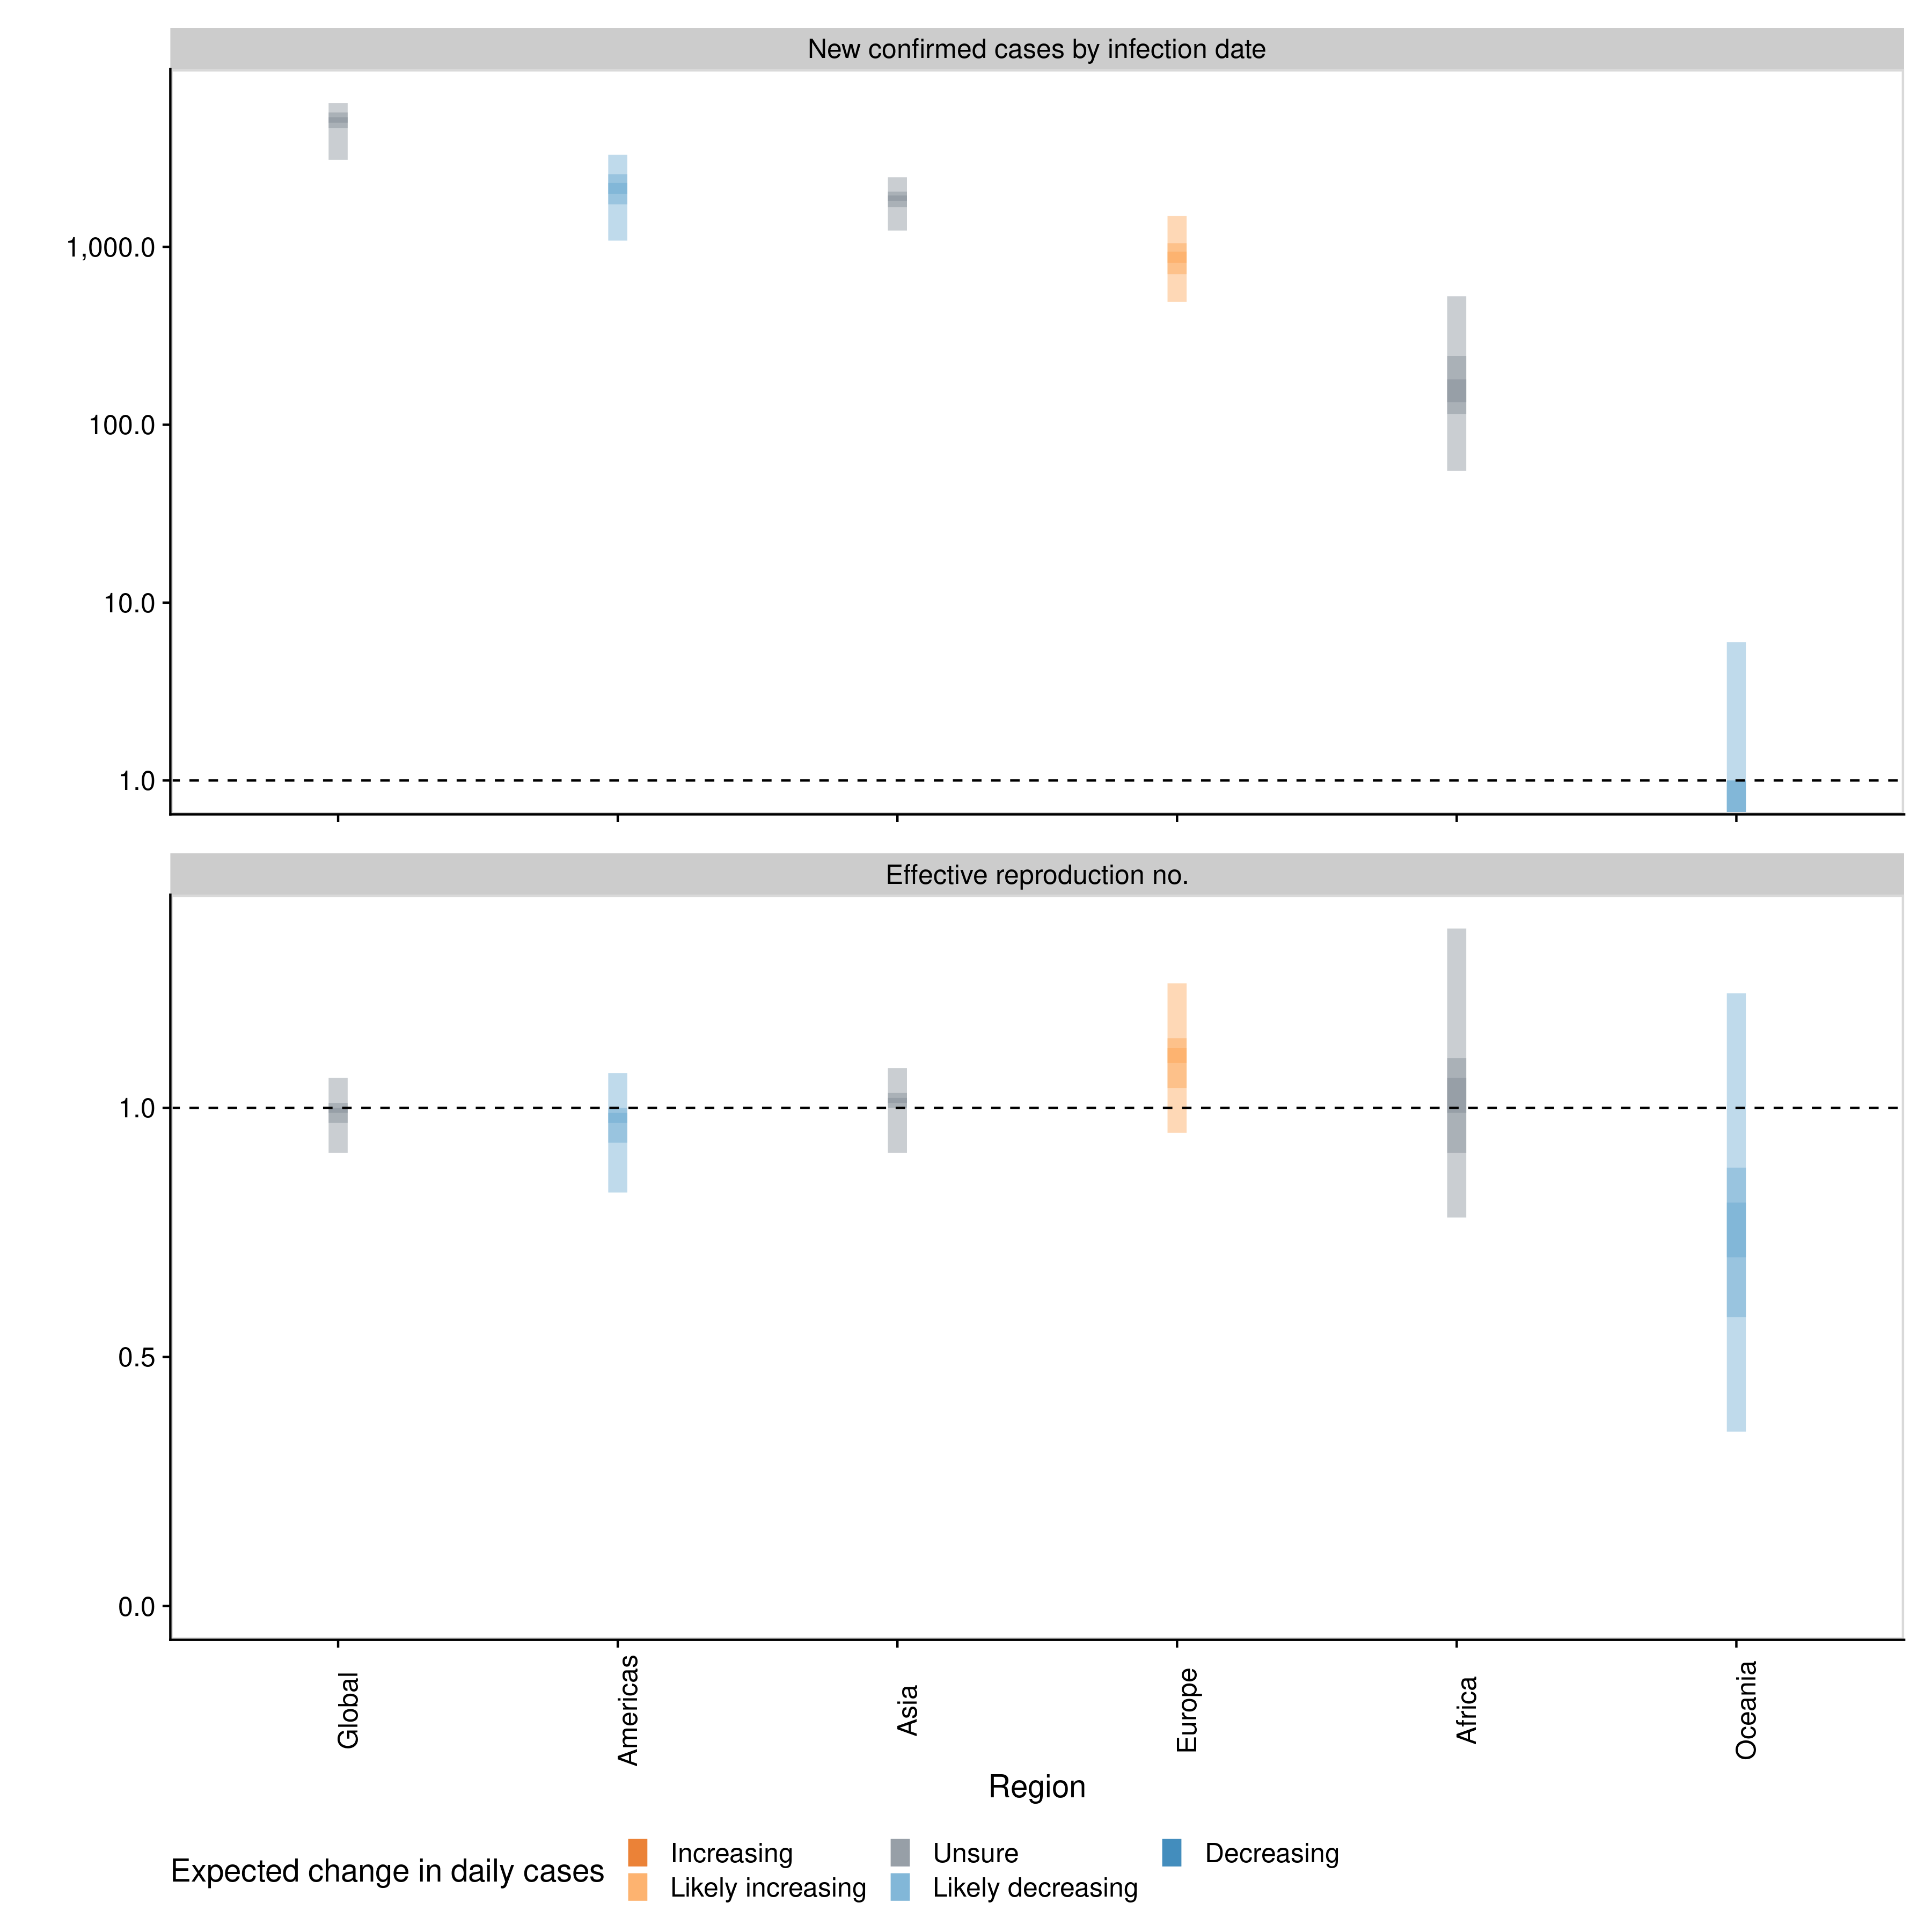 New confirmed cases by infection date
1,000.0
100.0
10.0
1.0
Effective reproduction no.
1.0
0.5
0.0
Global
Americas
Asia
Europe
Africa
Oceania
Region
Expected change in daily cases
Increasing
Likely increasing
Unsure
Likely decreasing
Decreasing